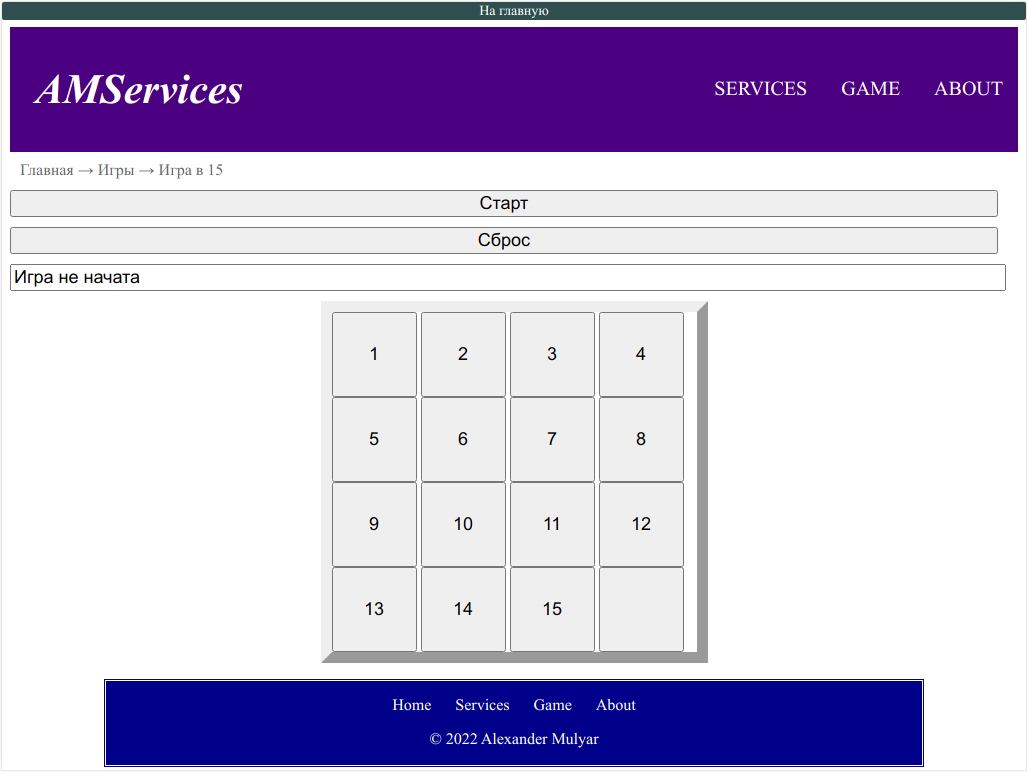 На главную
AMServices
SERVICES GAME ABOUT
Главная → Игры → Игра в 15
Старт
Сброс
Игра не начата
1 2 3 4
5 6 7 8
9 10 11 12
13 14 15
Home Services Game About
© 2022 Alexander Mulyar